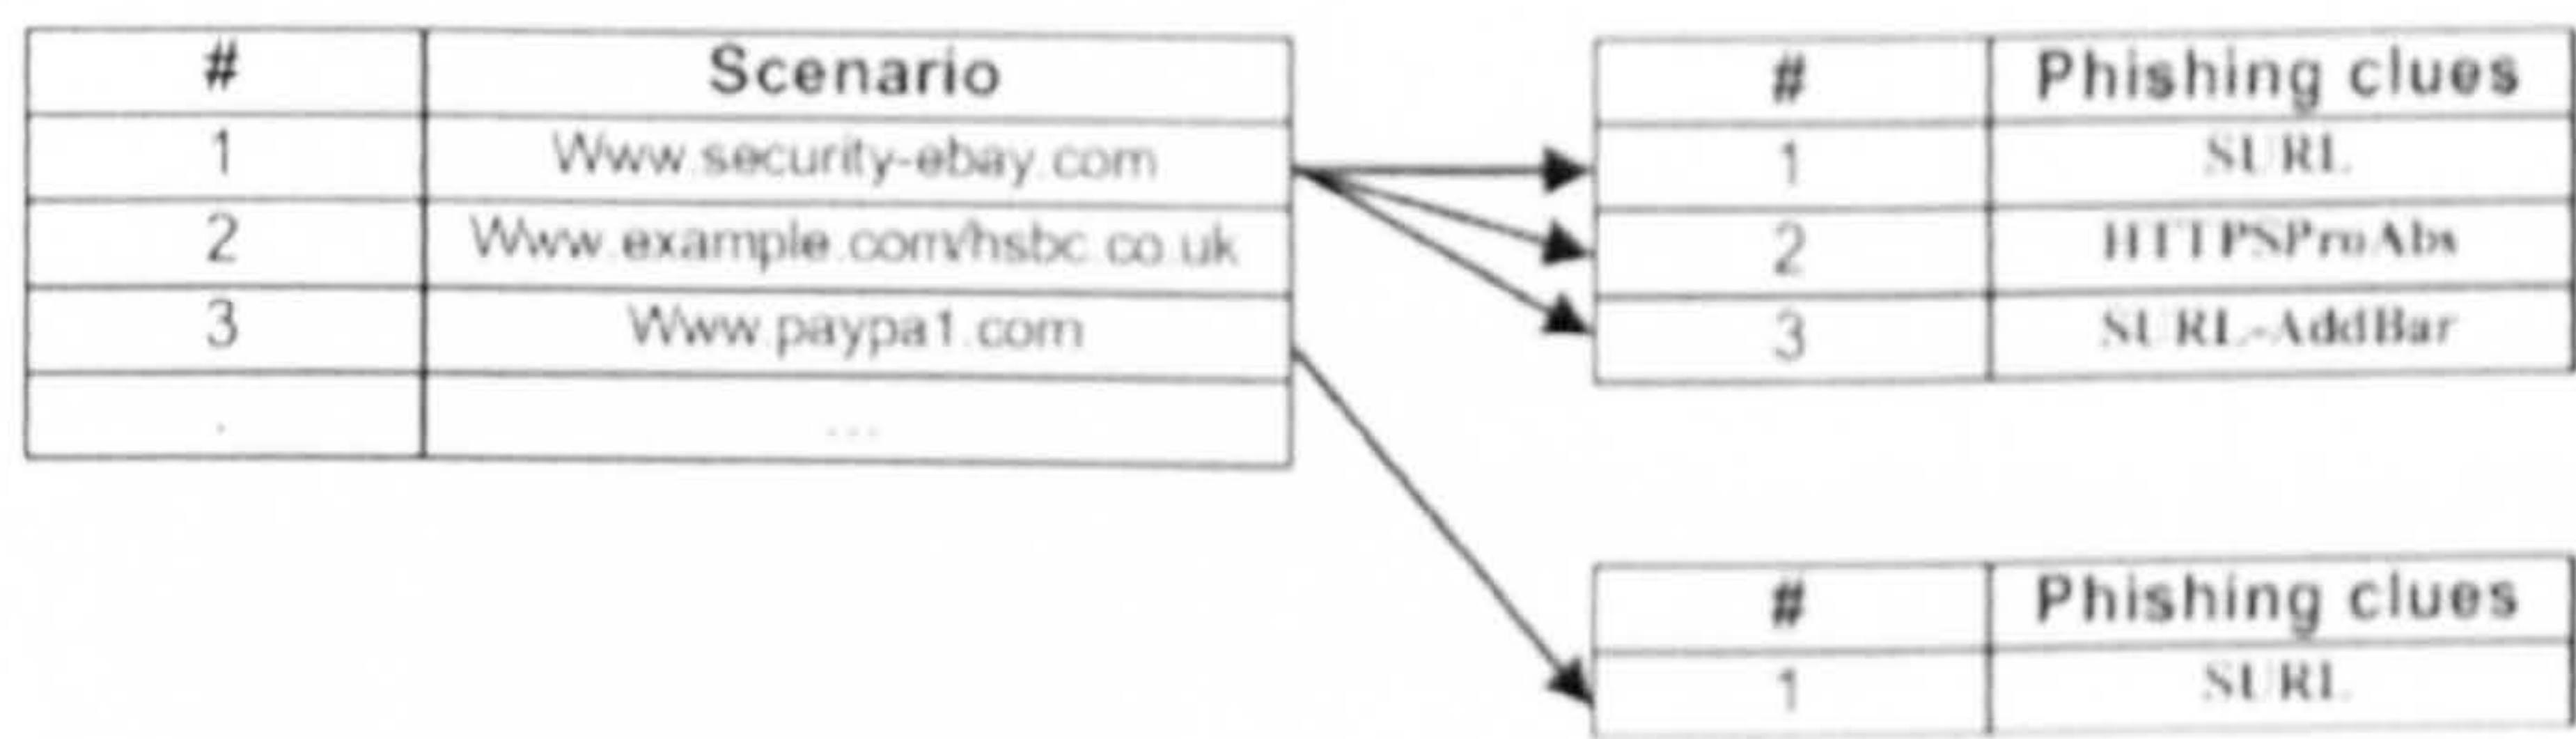 # Scenario
1 Www.security-ebay.com
2 Www.example.com/hsbc.co.uk
3 Www.paypa1.com
. ...
# Phishing clues
1 SURL
2 HTTPSProAbs
3 SURL-AddBar
# Phishing clues
1 SURL